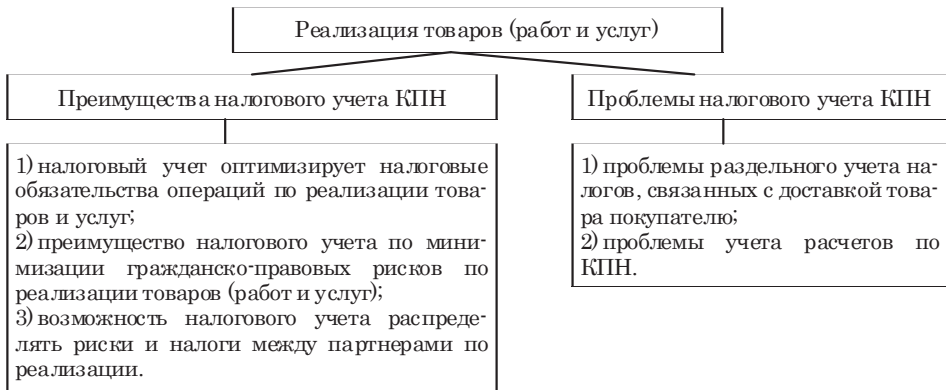 Реализация товаров (работ и услуг)
Преимущества налогового учета КПН
Проблемы налогового учета КПН
1) налоговый учет оптимизирует налоговые
обязательства операций по реализации това-
ров и услуг;
2) преимущество налогового учета по мини-
мизации гражданско-правовых рисков по
реализации товаров (работ и услуг);
3) возможность налогового учета распреде-
лять риски и налоги между партнерами по
реализации.
1) проблемы раздельного учета на-
логов, связанных с доставкой това-
ра покупателю;
2) проблемы учета расчетов по
КПН.